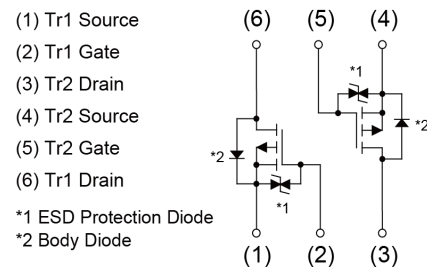 (1) Tr1 Source
(2) Tr1 Gate
(3) Tr2 Drain
(4) Tr2 Source
(5) Tr2 Gate
(6) Tr1 Drain
*1 ESD Protection Diode
*2 Body Diode
(6) (5) (4)
*1
*2
*2
*1
(1) (2) (3)